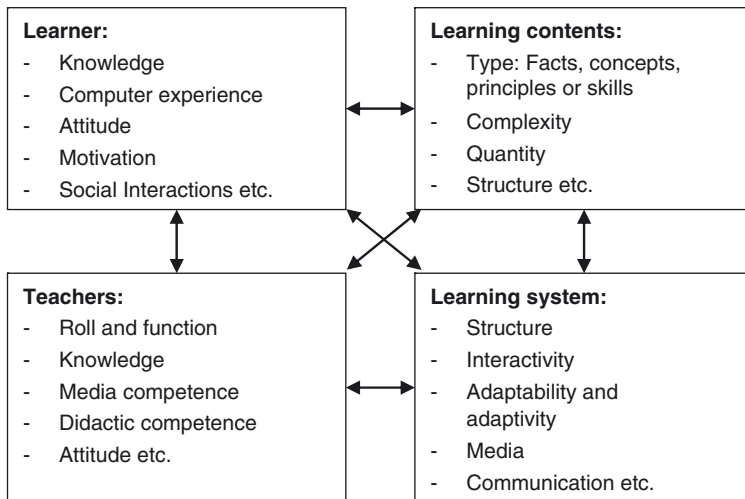 Learner:
- Knowledge
- Computer experience
- Attitude
- Motivation
- Social Interactions etc.
Learning contents:
- Type: Facts, concepts,
principles or skills
- Complexity
- Quantity
- Structure etc.
Teachers:
- Roll and function
- Knowledge
- Media competence
- Didactic competence
- Attitude etc.
Learning system:
- Structure
- Interactivity
- Adaptability and
adaptivity
- Media
- Communication etc.